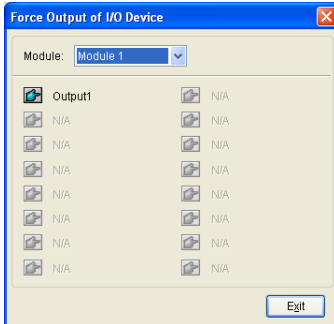 Force Output of I/O Device
Module: Module 1
Output1 N/A
N/A N/A
N/A N/A
N/A N/A
N/A N/A
N/A N/A
N/A N/A
N/A N/A
Exit